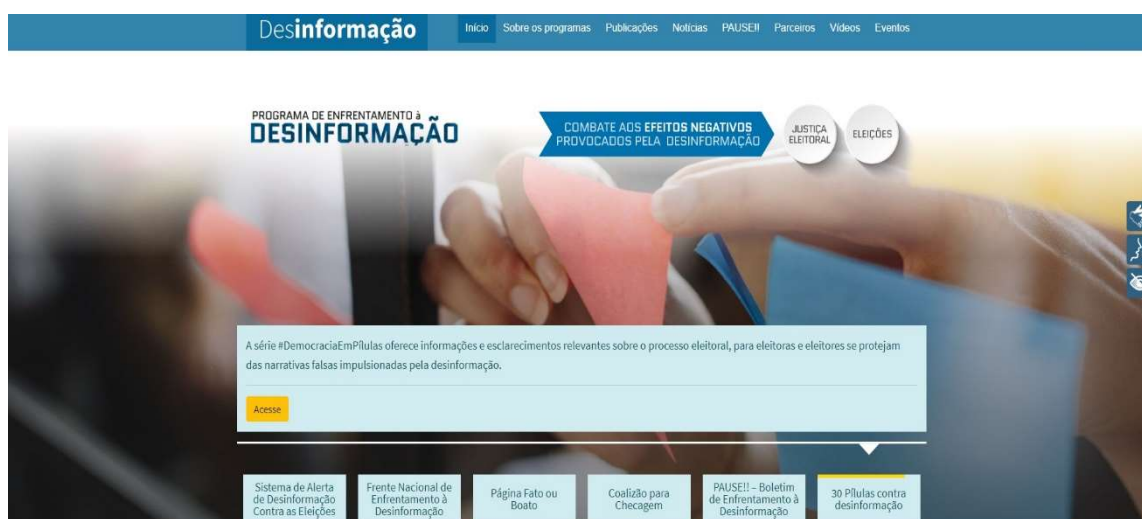 Desinformação
Início Sobre os programas Publicações Notícias PAUSE!! Parceiros Vídeos Eventos
PROGRAMA DE ENFRENTAMENTO à
DESINFORMAÇÃO
COMBATE AOS EFEITOS NEGATIVOS
PROVOCADOS PELA DESINFORMAÇÃO
JUSTIÇA
ELEITORAL
ELEIÇÕES
A série #DemocraciaEmPílulas oferece informações e esclarecimentos relevantes sobre o processo eleitoral, para eleitoras e eleitores se protejam
das narrativas falsas impulsionadas pela desinformação.
Acesse
Sistema de Alerta
de Desinformação
Contra as Eleições
Frente Nacional de
Enfrentamento à
Desinformação
Página Fato ou
Boato
Coalizão para
Checagem
PAUSE!! – Boletim
de Enfrentamento à
Desinformação
30 Pílulas contra
desinformação